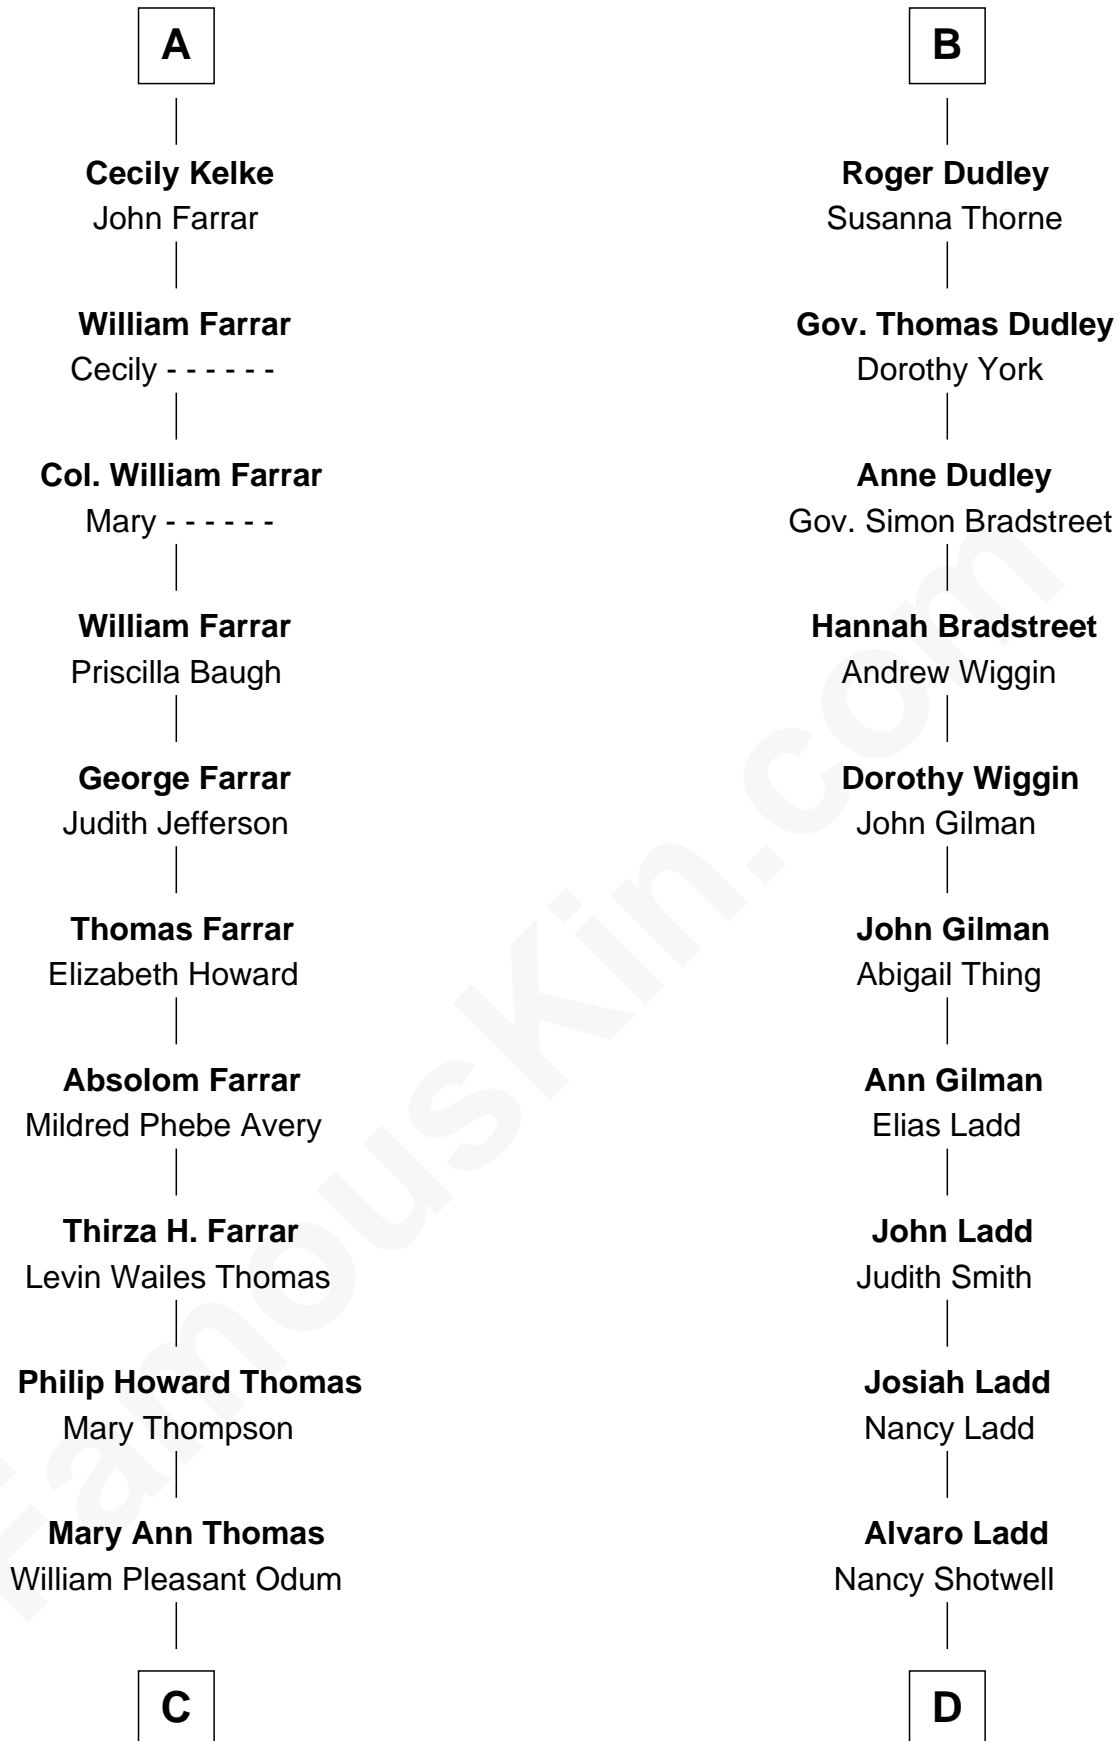 A
Cecily Kelke
John Farrar
William Farrar
Cecily - - - - - -
Col. William Farrar
Mary - - - - - -
William Farrar
Priscilla Baugh
George Farrar
Judith Jefferson
Thomas Farrar
Elizabeth Howard
Absolom Farrar
Mildred Phebe Avery
Thirza H. Farrar
Levin Wailes Thomas
Philip Howard Thomas
Mary Thompson
Mary Ann Thomas
William Pleasant Odum
C
B
Roger Dudley
Susanna Thorne
Gov. Thomas Dudley
Dorothy York
Anne Dudley
Gov. Simon Bradstreet
Hannah Bradstreet
Andrew Wiggin
Dorothy Wiggin
John Gilman
John Gilman
Abigail Thing
Ann Gilman
Elias Ladd
John Ladd
Judith Smith
Josiah Ladd
Nancy Ladd
Alvaro Ladd
Nancy Shotwell
D
FamousKin.com